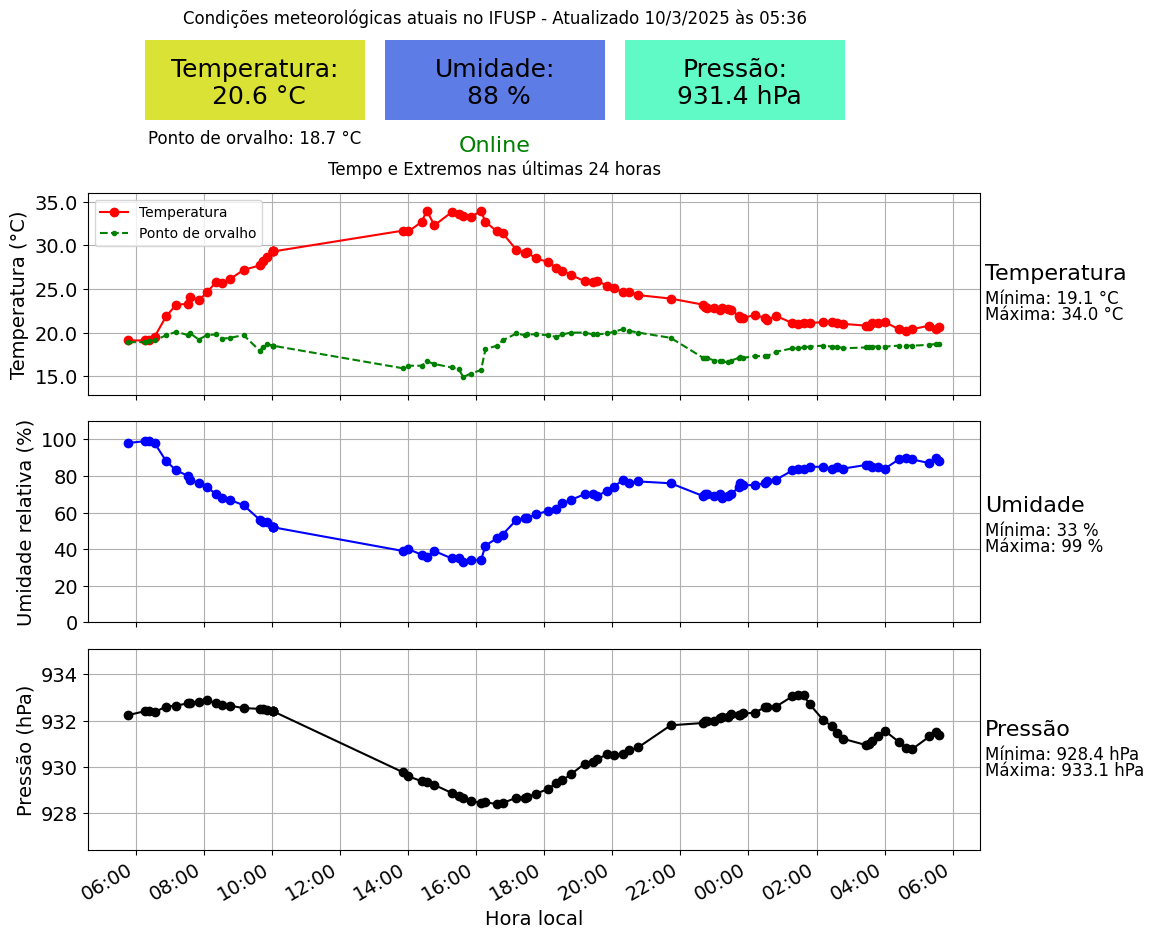 Condições meteorológicas atuais no IFUSP - Atualizado 10/3/2025 às 05:36
Temperatura:
20.6 °C
Umidade:
88 %
Pressão:
931.4 hPa
Ponto de orvalho: 18.7 °C
Online
Tempo e Extremos nas últimas 24 horas
Temperatura (°C)
35.0
30.0
25.0
20.0
15.0
Temperatura
Ponto de orvalho
Temperatura
Mínima: 19.1 °C
Máxima: 34.0 °C
Umidade relativa (%)
100
80
60
40
20
0
Umidade
Mínima: 33 %
Máxima: 99 %
Pressão (hPa)
934
932
930
928
Pressão
Mínima: 928.4 hPa
Máxima: 933.1 hPa
06:00
08:00
10:00
12:00
14:00
16:00
18:00
20:00
22:00
00:00
02:00
04:00
06:00
Hora local